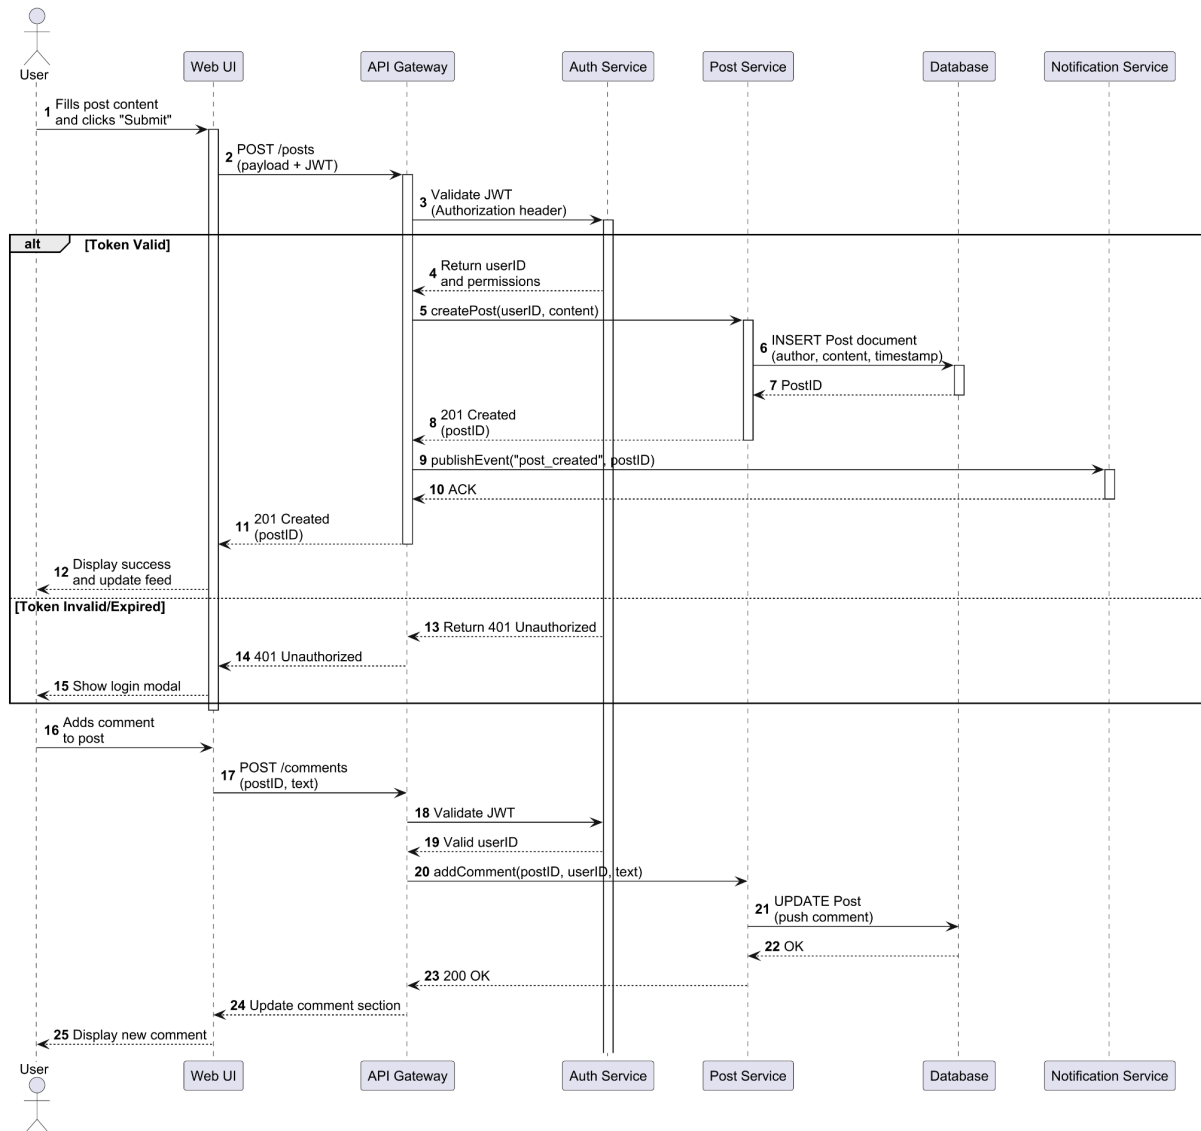 User
Web UI
API Gateway
Auth Service
Post Service
Database
Notification Service
1 Fills post content
and clicks "Submit"
2 POST /posts
(payload + JWT)
3 Validate JWT
(Authorization header)
alt
[Token Valid]
4 Return userID
and permissions
5 createPost(userID, content)
6 INSERT Post document
(author, content, timestamp)
7 PostID
8 201 Created
(postID)
9 publishEvent("post_created", postID)
10 ACK
11 201 Created
(postID)
12 Display success
and update feed
[Token Invalid/Expired]
13 Return 401 Unauthorized
14 401 Unauthorized
15 Show login modal
16 Adds comment
to post
17 POST /comments
(postID, text)
18 Validate JWT
19 Valid userID
20 addComment(postID, userID, text)
21 UPDATE Post
(push comment)
22 OK
23 200 OK
24 Update comment section
25 Display new comment
User
Web UI
API Gateway
Auth Service
Post Service
Database
Notification Service